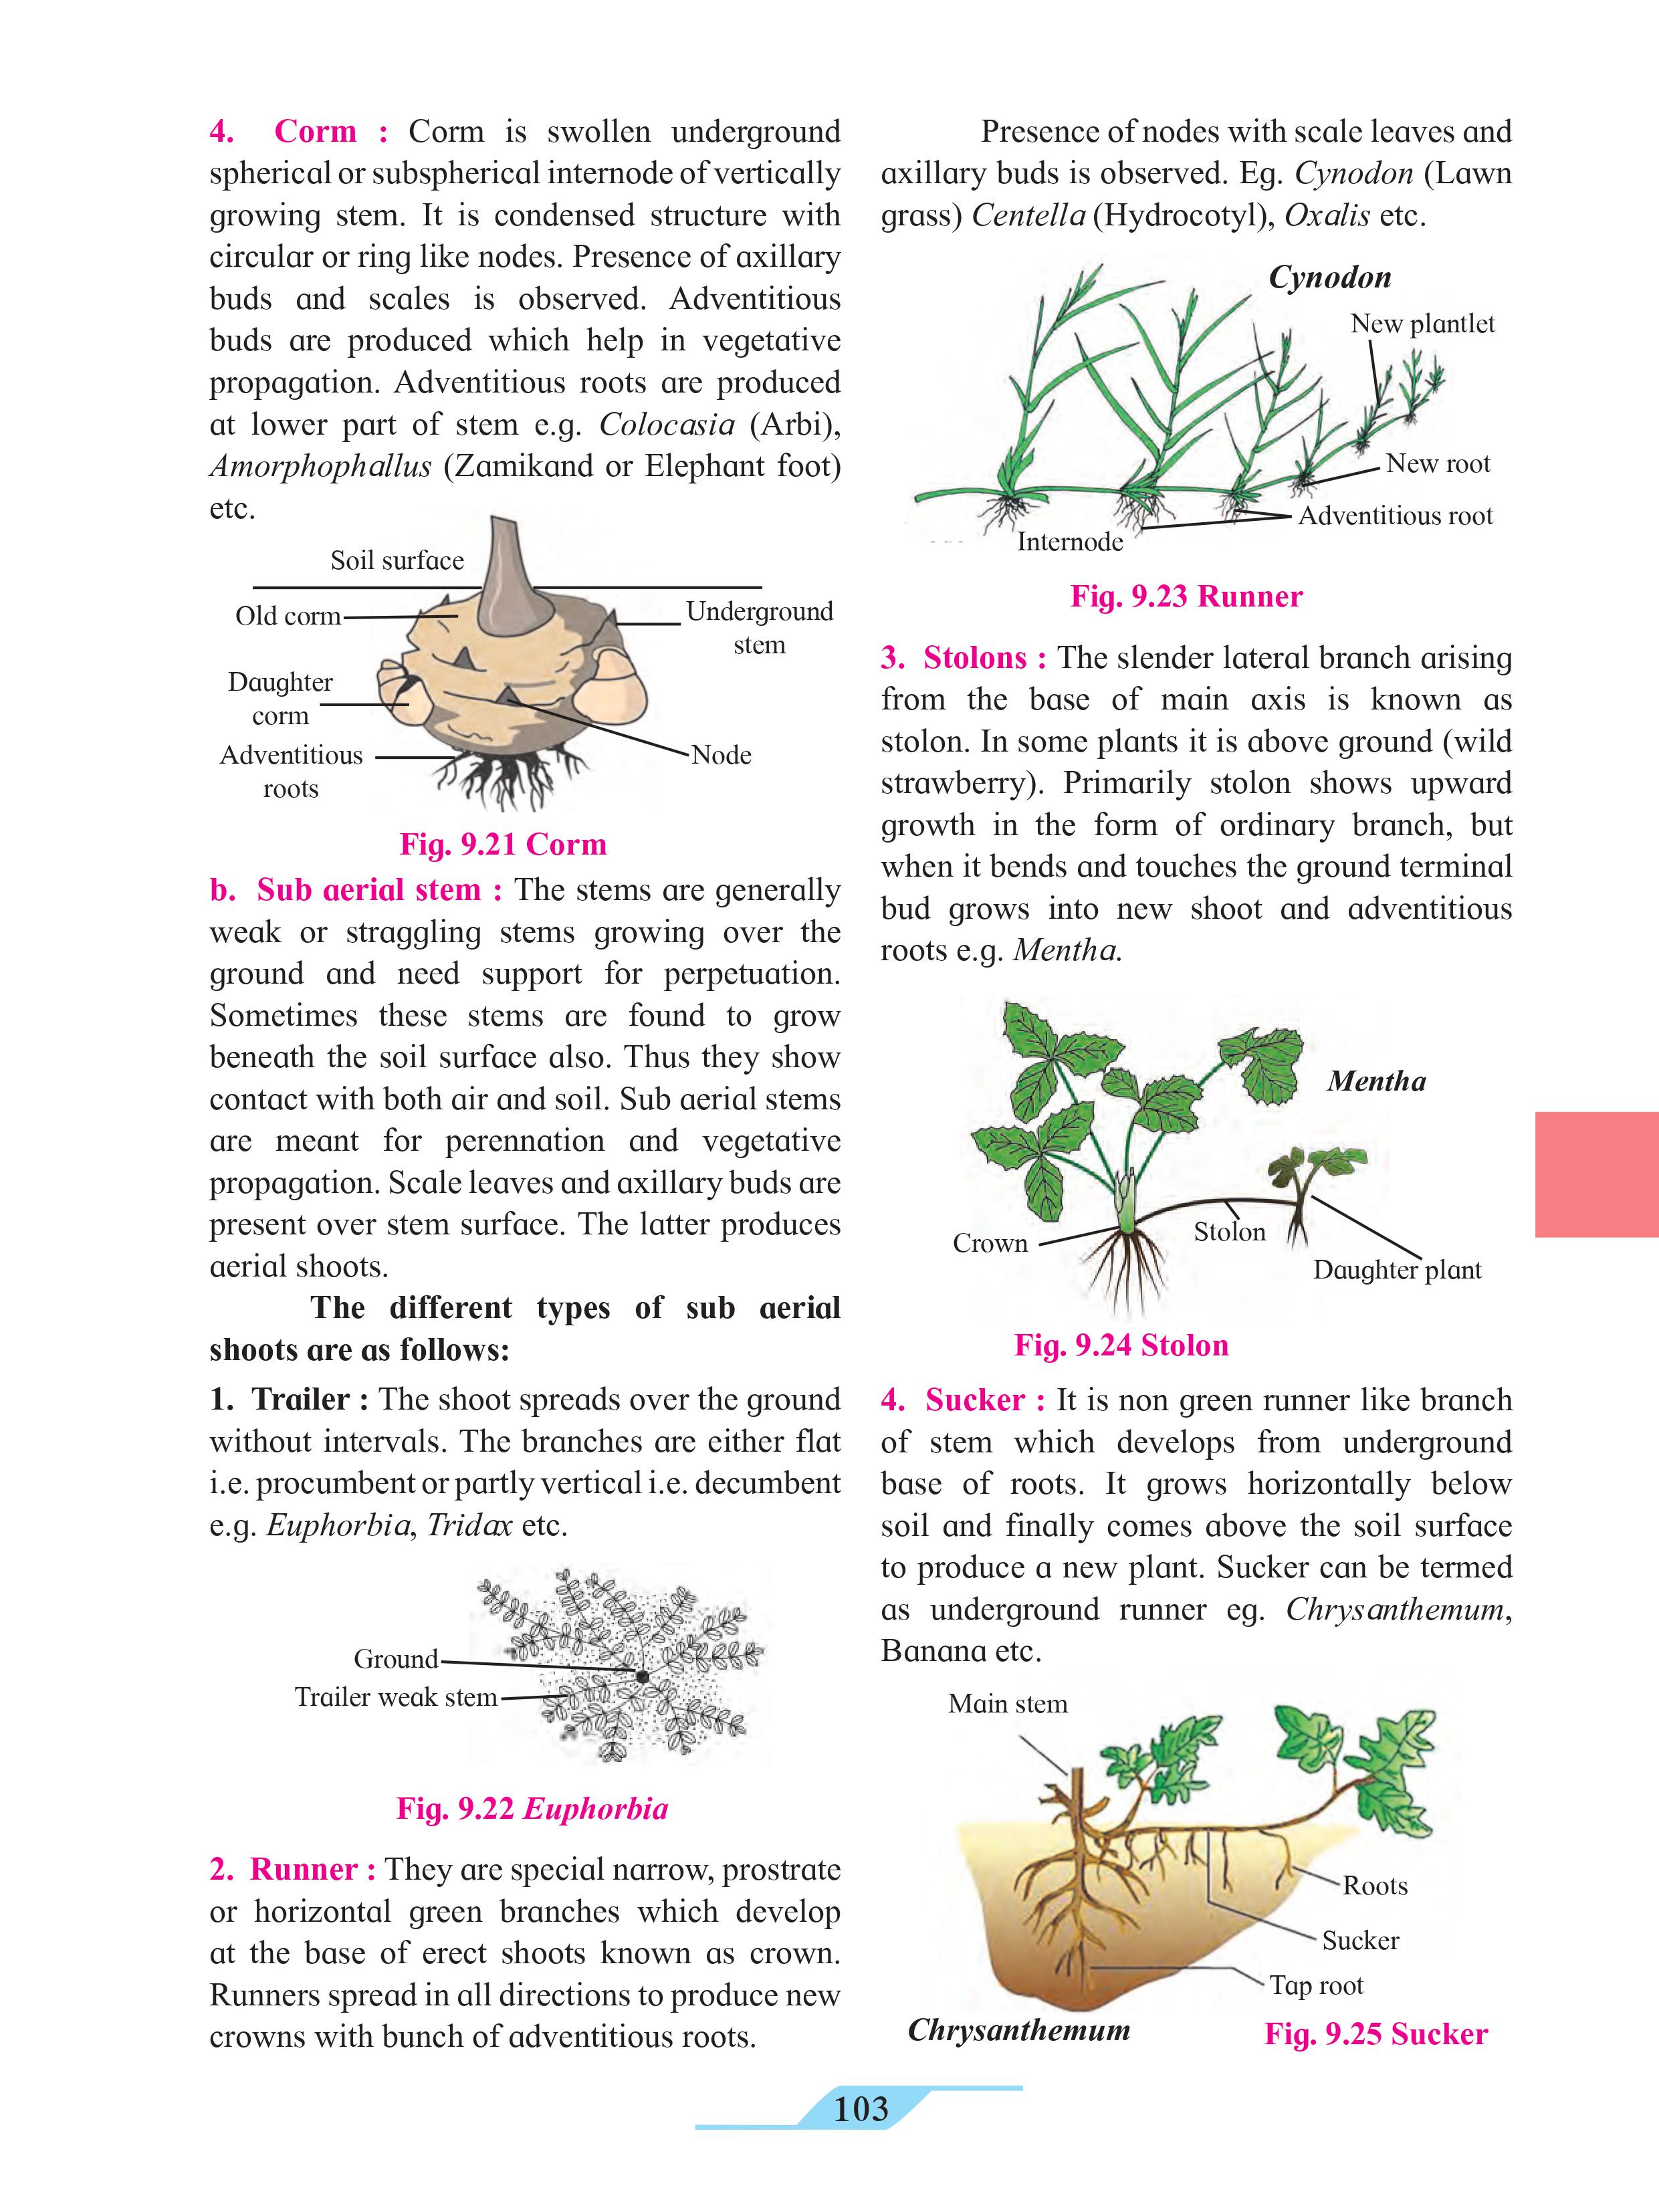 4. Corm : Corm is swollen underground
spherical or subspherical internode of vertically
growing stem. It is condensed structure with
circular or ring like nodes. Presence of axillary
buds and scales is observed. Adventitious
buds are produced which help in vegetative
propagation. Adventitious roots are produced
at lower part of stem e.g. Colocasia (Arbi),
Amorphophallus (Zamikand or Elephant foot)
etc.
Soil surface
Old corm
Underground
stem
Daughter
corm
Adventitious
roots
Node
Fig. 9.21 Corm
b. Sub aerial stem : The stems are generally
weak or straggling stems growing over the
ground and need support for perpetuation.
Sometimes these stems are found to grow
beneath the soil surface also. Thus they show
contact with both air and soil. Sub aerial stems
are meant for perennation and vegetative
propagation. Scale leaves and axillary buds are
present over stem surface. The latter produces
aerial shoots.
The different types of sub aerial
shoots are as follows:
1. Trailer : The shoot spreads over the ground
without intervals. The branches are either flat
i.e. procumbent or partly vertical i.e. decumbent
e.g. Euphorbia, Tridax etc.
Ground
Trailer weak stem
Fig. 9.22 Euphorbia
2. Runner : They are special narrow, prostrate
or horizontal green branches which develop
at the base of erect shoots known as crown.
Runners spread in all directions to produce new
crowns with bunch of adventitious roots.
Presence of nodes with scale leaves and
axillary buds is observed. Eg. Cynodon (Lawn
grass) Centella (Hydrocotyl), Oxalis etc.
Cynodon
New plantlet
New root
Adventitious root
Internode
Fig. 9.23 Runner
3. Stolons : The slender lateral branch arising
from the base of main axis is known as
stolon. In some plants it is above ground (wild
strawberry). Primarily stolon shows upward
growth in the form of ordinary branch, but
when it bends and touches the ground terminal
bud grows into new shoot and adventitious
roots e.g. Mentha.
Mentha
Crown
Stolon
Daughter plant
Fig. 9.24 Stolon
4. Sucker : It is non green runner like branch
of stem which develops from underground
base of roots. It grows horizontally below
soil and finally comes above the soil surface
to produce a new plant. Sucker can be termed
as underground runner eg. Chrysanthemum,
Banana etc.
Main stem
Roots
Sucker
Tap root
Chrysanthemum
Fig. 9.25 Sucker
103